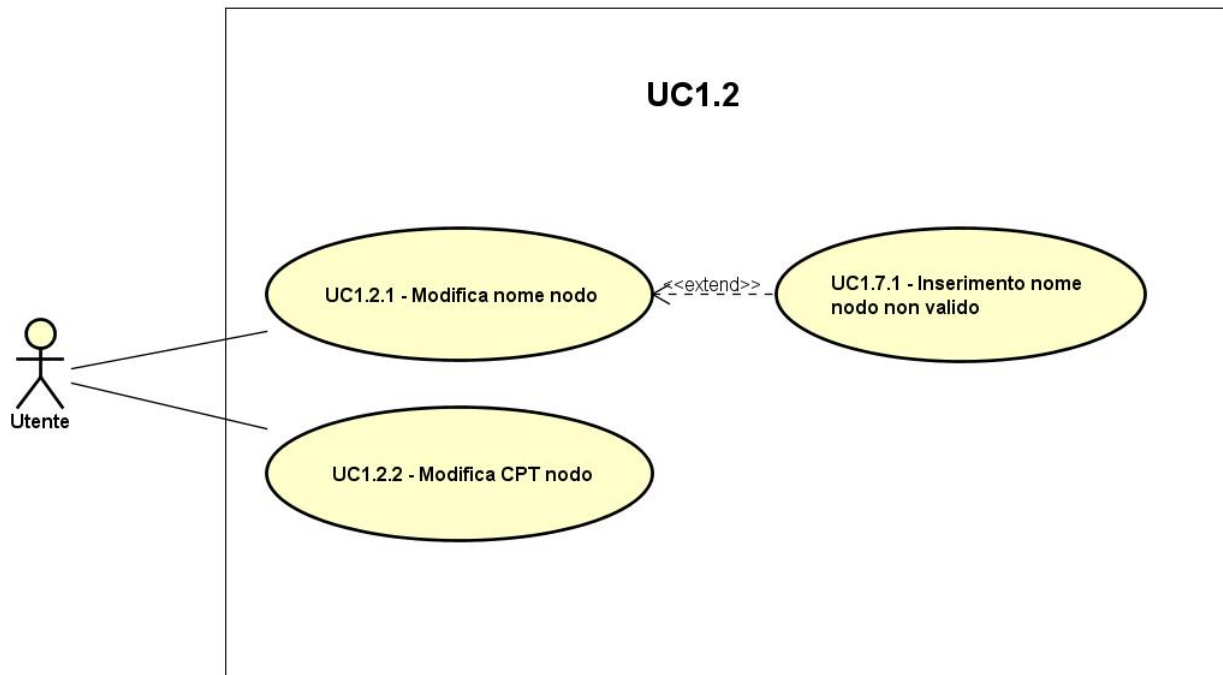 UC1.2
UC1.2.1 - Modifica nome nodo
<<extend>>
UC1.7.1 - Inserimento nome
nodo non valido
Utente
UC1.2.2 - Modifica CPT nodo